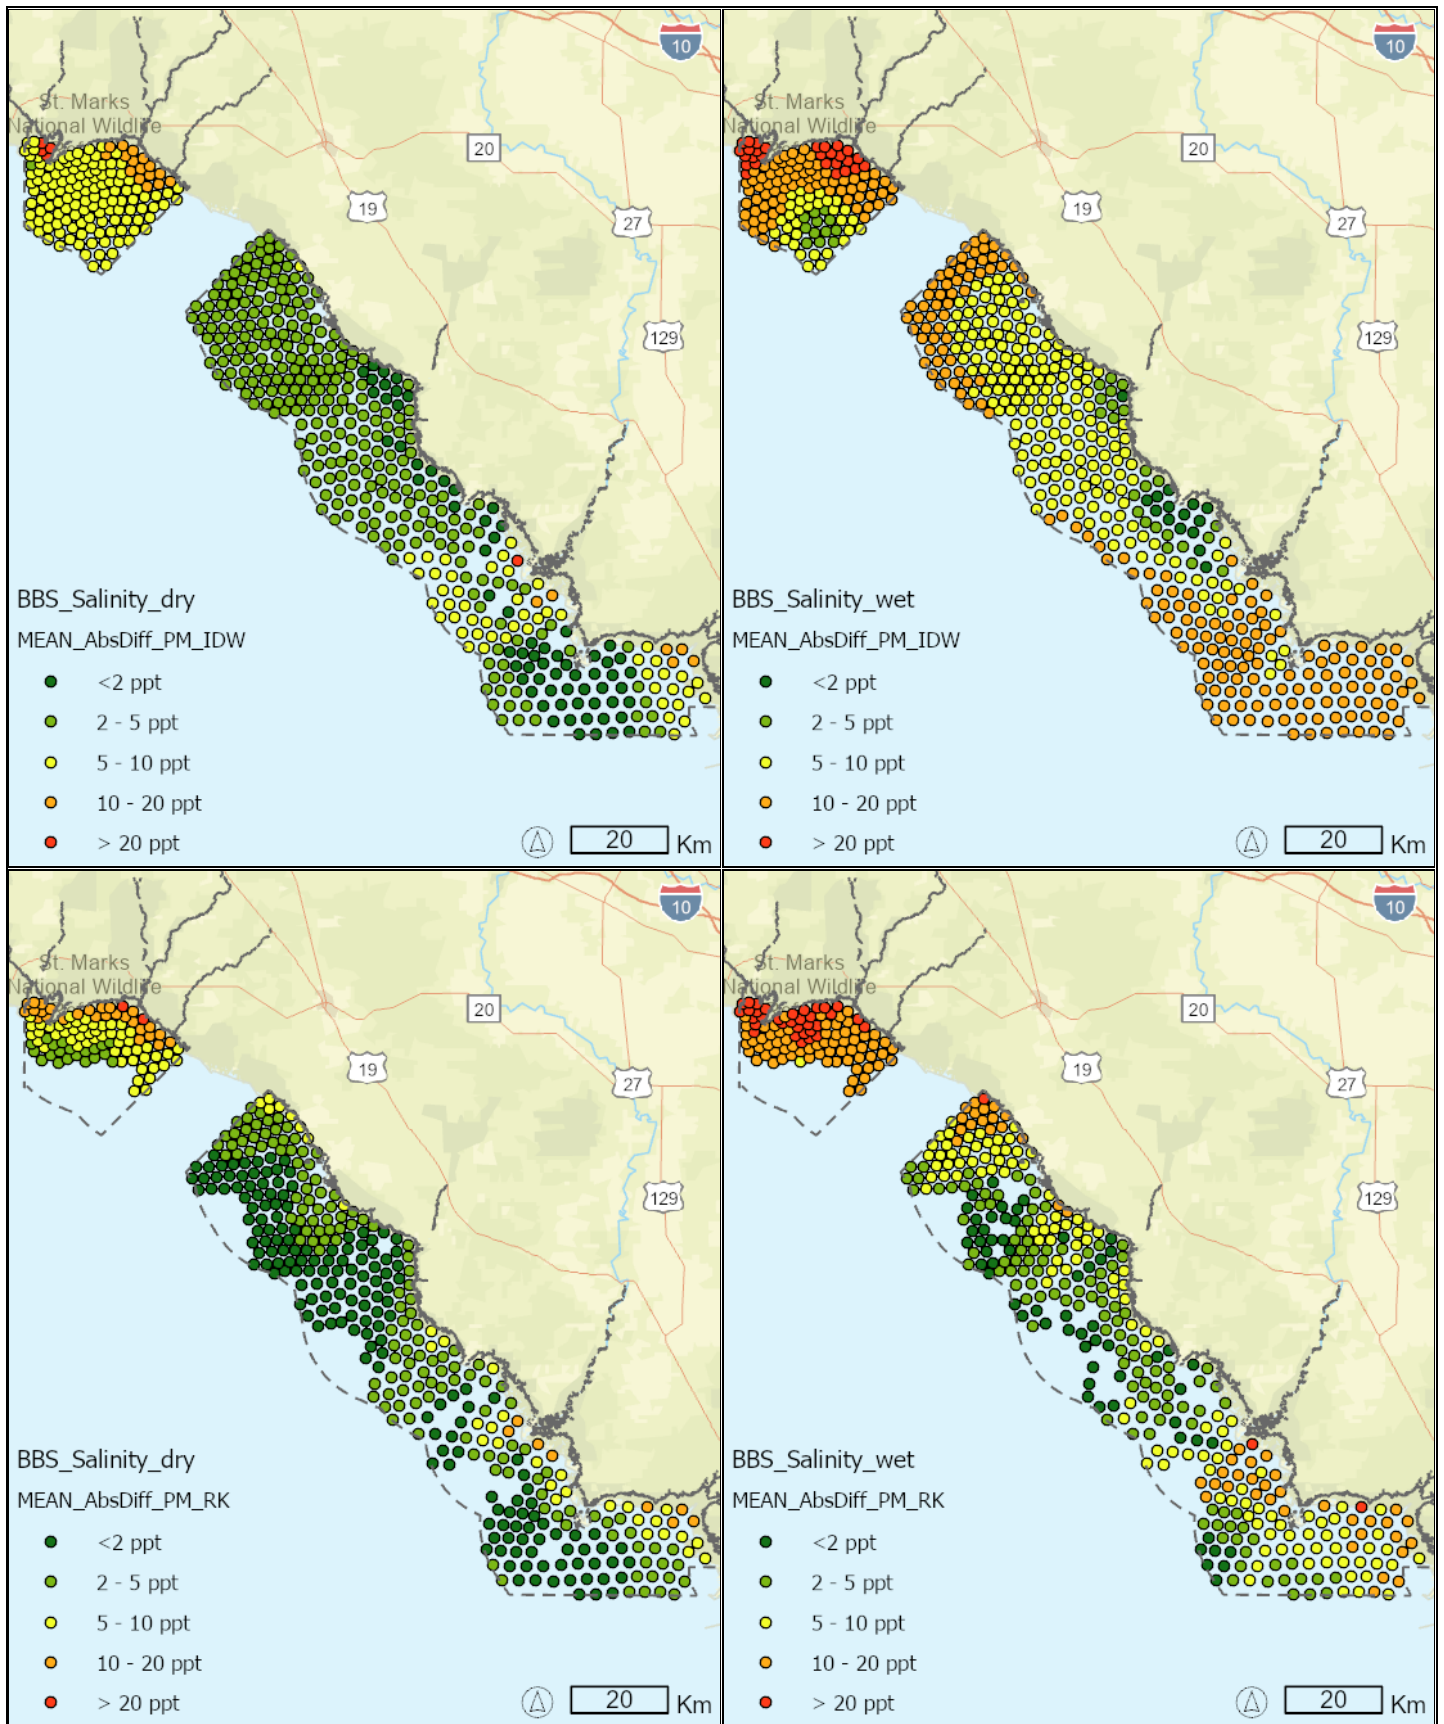 10
St. Marks
National Wildlife
20
19
27
129
BBS_Salinity_dry
MEAN_AbsDiff_PM_IDW
<2 ppt
2 - 5 ppt
5 - 10 ppt
10 - 20 ppt
> 20 ppt
20 Km
10
St. Marks
National Wildlife
20
19
27
129
BBS_Salinity_wet
MEAN_AbsDiff_PM_IDW
<2 ppt
2 - 5 ppt
5 - 10 ppt
10 - 20 ppt
> 20 ppt
20 Km
10
St. Marks
National Wildlife
20
19
27
129
BBS_Salinity_dry
MEAN_AbsDiff_PM_RK
<2 ppt
2 - 5 ppt
5 - 10 ppt
10 - 20 ppt
> 20 ppt
20 Km
10
St. Marks
National Wildlife
20
19
27
129
BBS_Salinity_wet
MEAN_AbsDiff_PM_RK
<2 ppt
2 - 5 ppt
5 - 10 ppt
10 - 20 ppt
> 20 ppt
20 Km